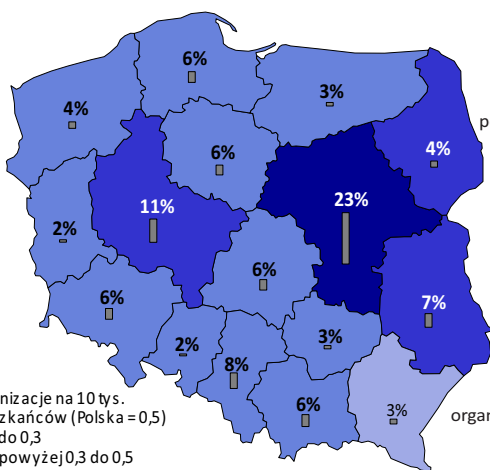 6%
3%
4%
p
4%
6%
11%
23%
2%
6%
7%
6%
2%
3%
8%
6%
3%
nizacje na 10 tys.
zkańców (Polska = 0,5)
do 0,3
powyżej 0,3 do 0,5
organ